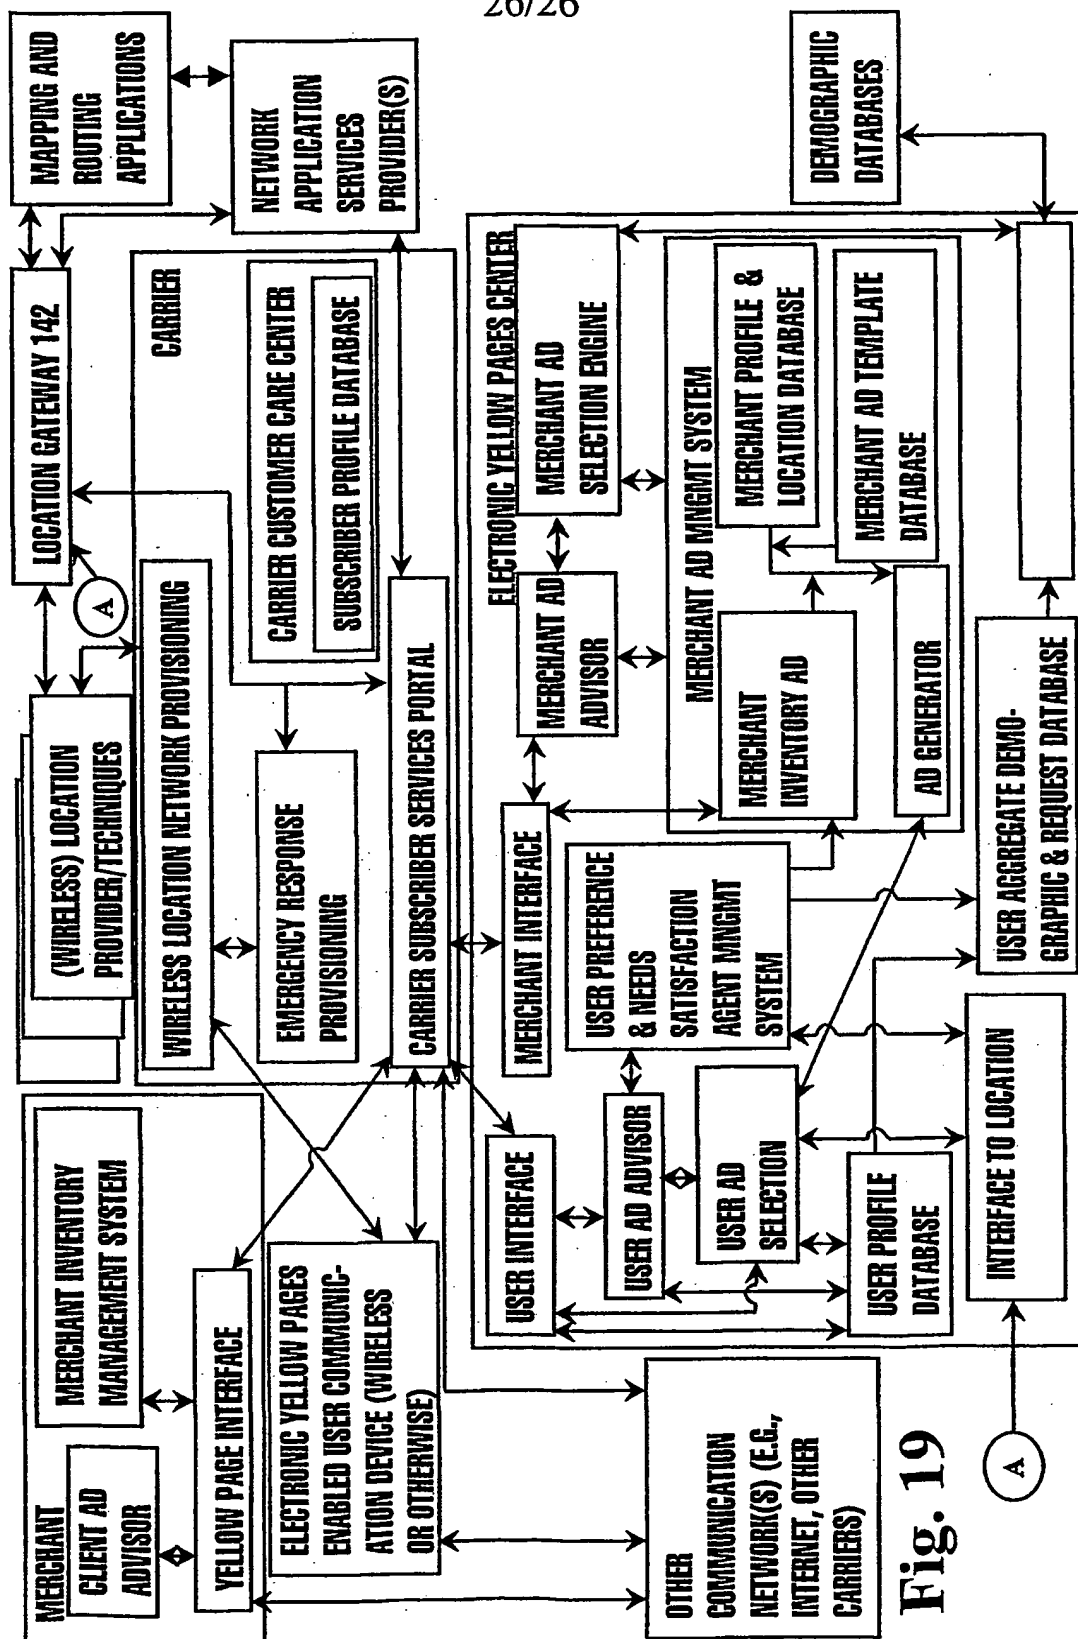 26/26
MERCHANT
CLIENT AD
ADVISOR
MERCHANT INVENTORY
MANAGEMENT SYSTEM
YELLOW PAGE INTERFACE
ELECTRONIC YELLOW PAGES
ENABLED USER COMMUNIC-
ATION DEVICE (WIRELESS
OR OTHERWISE)
OTHER
COMMUNICATION
NETWORK(S) (E.G.,
INTERNET, OTHER
CARRIERS)
(WIRELESS) LOCATION
PROVIDER/TECHNIQUES
LOCATION GATEWAY 142
A
MAPPING AND
ROUTING
APPLICATIONS
NETWORK
APPLICATION
SERVICES
PROVIDER(S)
CARRIER
WIRELESS LOCATION NETWORK PROVISIONING
EMERGENCY RESPONSE
PROVISIONING
CARRIER CUSTOMER CARE CENTER
SUBSCRIBER PROFILE DATABASE
CARRIER SUBSCRIBER SERVICES PORTAL
ELECTRONIC YELLOW PAGES CENTER
USER INTERFACE
MERCHANT INTERFACE
MERCHANT AD
ADVISOR
MERCHANT AD
SELECTION ENGINE
USER AD ADVISOR
USER PREFERENCE
& NEEDS
SATISFACTION
AGENT MNGMT
SYSTEM
USER AD
SELECTION
USER PROFILE
DATABASE
MERCHANT AD MNGMT SYSTEM
MERCHANT
INVENTORY AD
MERCHANT PROFILE &
LOCATION DATABASE
MERCHANT AD TEMPLATE
DATABASE
AD GENERATOR
INTERFACE TO LOCATION
USER AGGREGATE DEMO-
GRAPHIC & REQUEST DATABASE
DEMOGRAPHIC
DATABASES
A
Fig. 19